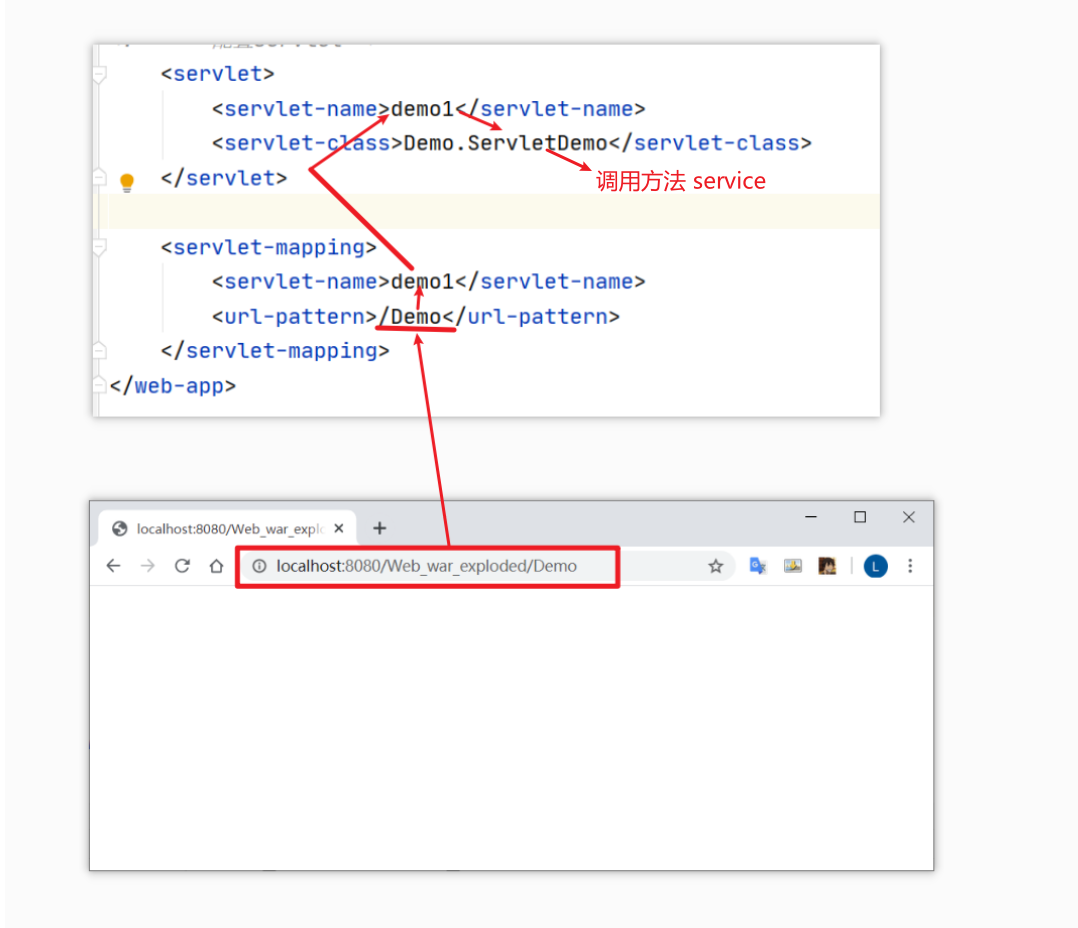 <servlet>
<servlet-name>demo1</servlet-name>
<servlet-class>Demo.ServletDemo</servlet-class>
</servlet>
调用方法 service
<servlet-mapping>
<servlet-name>demo1</servlet-name>
<url-pattern>/Demo</url-pattern>
</servlet-mapping>
</web-app>
localhost:8080/Web_war_explo
localhost:8080/Web_war_exploded/Demo
L